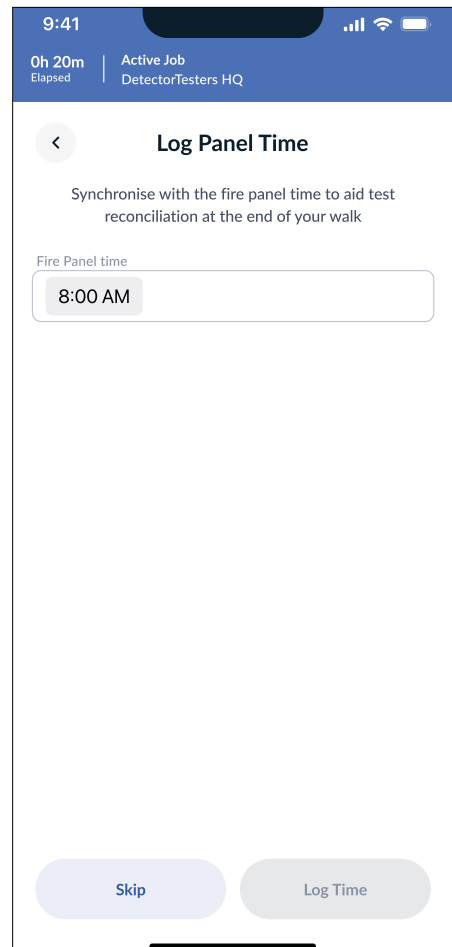 9:41
0h 20m
Elapsed
Active Job
DetectorTesters HQ
Log Panel Time
Synchronise with the fire panel time to aid test
reconciliation at the end of your walk
Fire Panel time
8:00 AM
Skip
Log Time